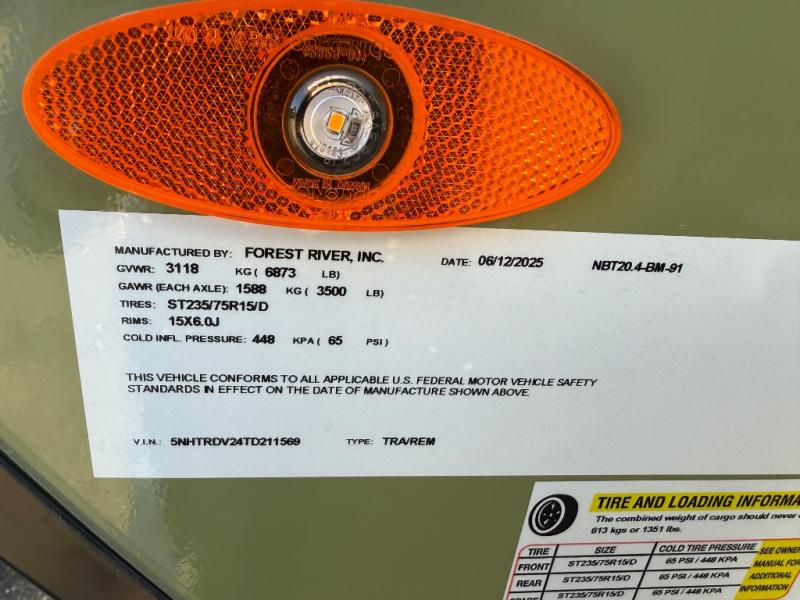 MANUFACTURED BY: FOREST RIVER, INC. DATE: 06/12/2025 NBT20.4-BM-91
GVWR: 3118 KG ( 6873 LB)
GAWR (EACH AXLE): 1588 KG ( 3500 LB)
TIRES: ST235/75R15/D
RIMS: 15X6.0J
COLD INFL. PRESSURE: 448 KPA ( 65 PSI)
THIS VEHICLE CONFORMS TO ALL APPLICABLE U.S. FEDERAL MOTOR VEHICLE SAFETY
STANDARDS IN EFFECT ON THE DATE OF MANUFACTURE SHOWN ABOVE.
V.I.N.: 5NHTRDV24TD211569 TYPE: TRA/REM
TIRE AND LOADING
The combined weight of cargo should never
613 kgs or 1351 lbs.
TIRE SIZE COLD TIRE PRESSURE SEE
FRONT ST235/75R15/D 65 PSI / 448 KPA MANUAL FOR
REAR ST235/75R15/D 65 PSI / 448 KPA ADDITIONAL
ST235/75R15/D 65 PSI / 448 KPA INFORMATION